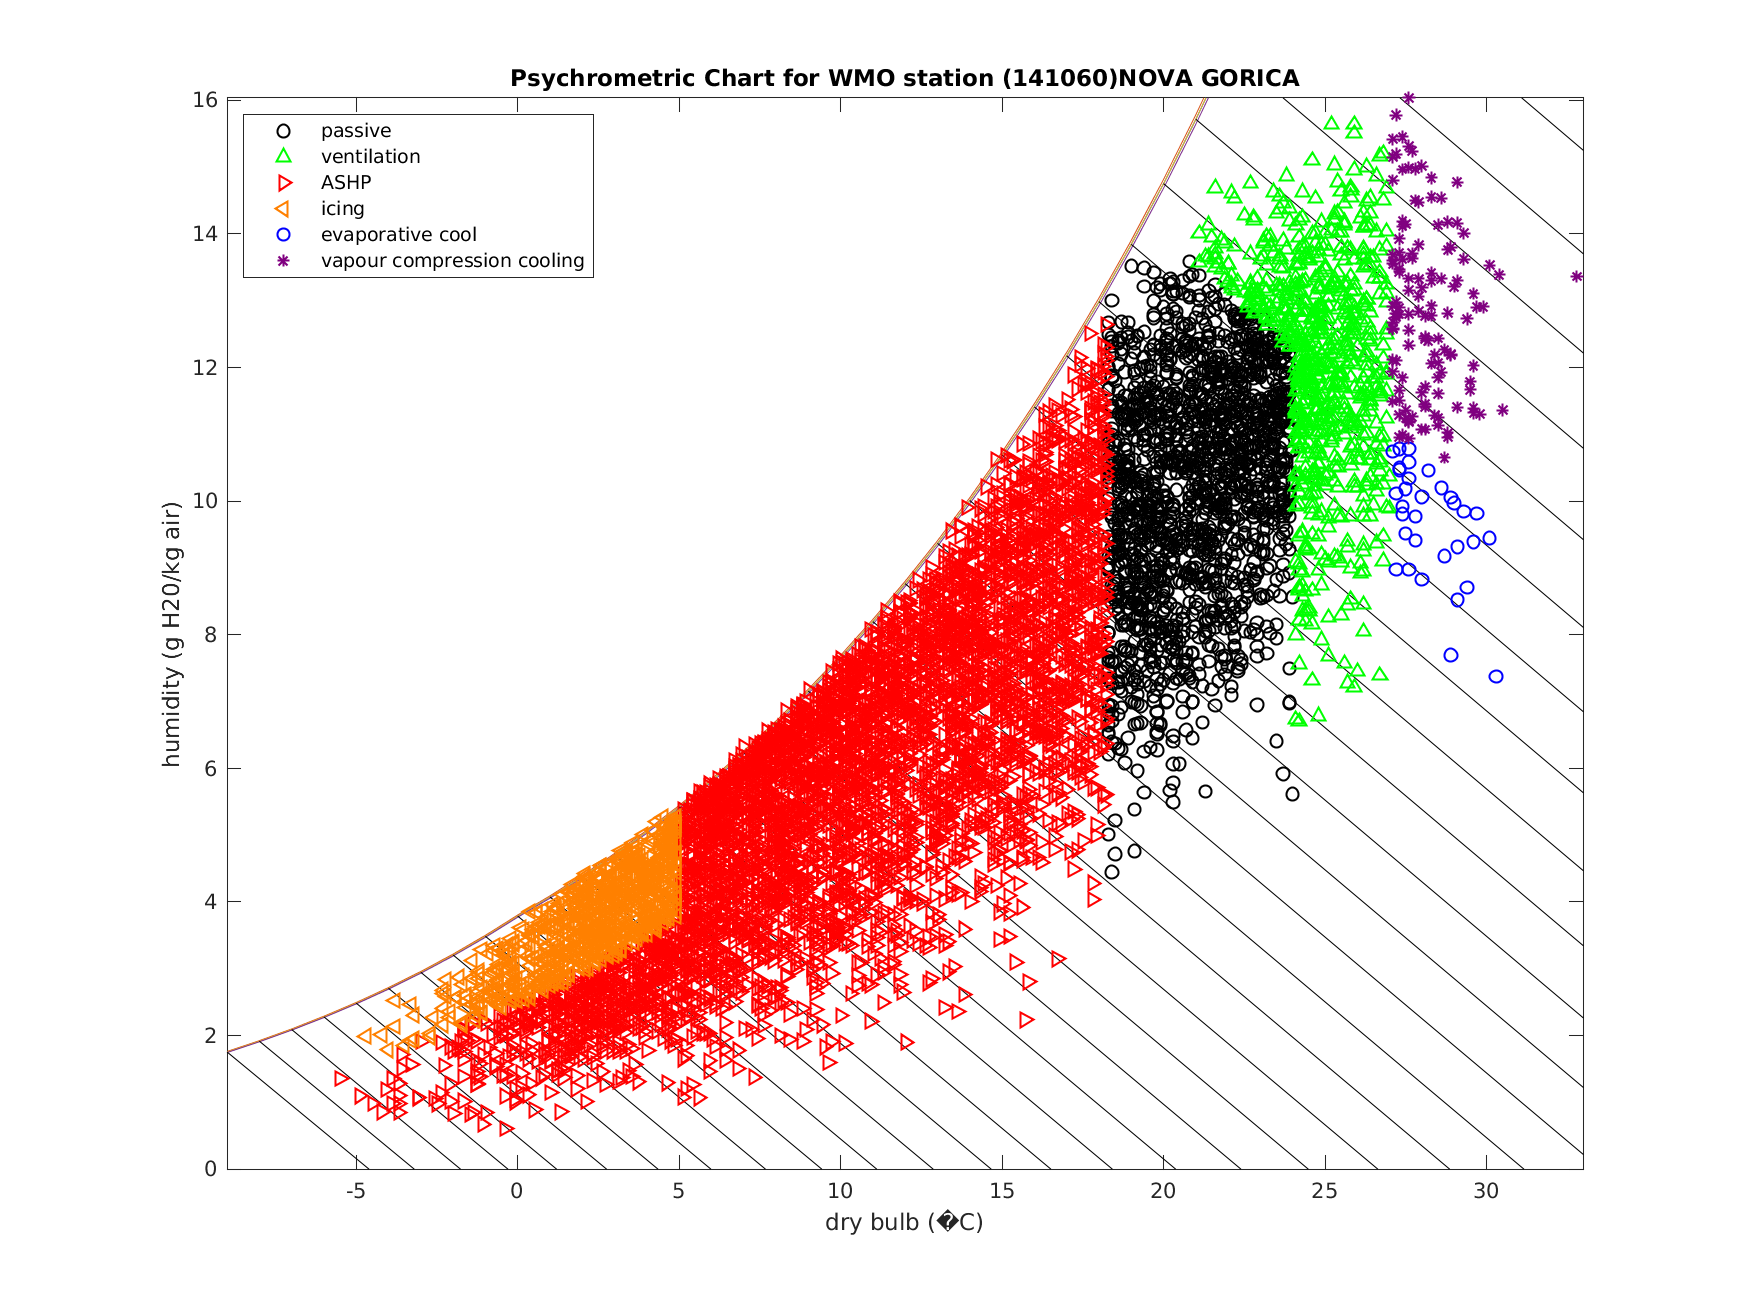 Psychrometric Chart for WMO station (141060)NOVA GORICA
16
14
12
10
8
6
4
2
0
humidity (g H20/kg air)
passive
ventilation
ASHP
icing
evaporative cool
vapour compression cooling
-5 0 5 10 15 20 25 30
dry bulb (�C)